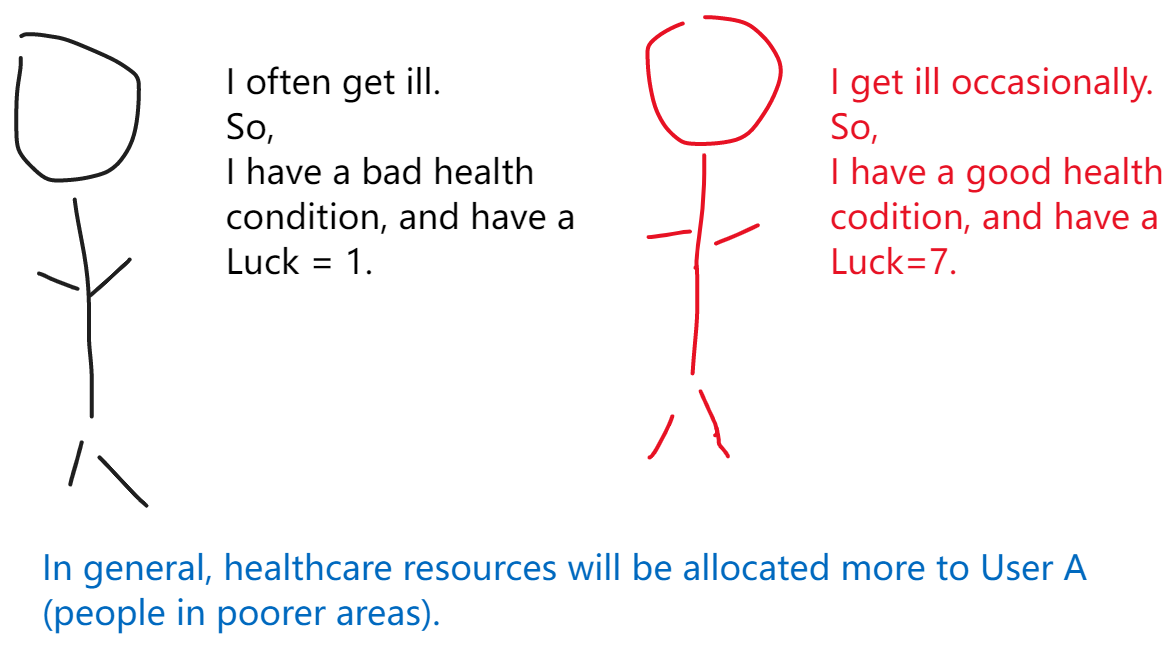 I often get ill.
So,
I have a bad health
condition, and have a
Luck = 1.
I get ill occasionally.
So,
I have a good health
codition, and have a
Luck=7.
In general, healthcare resources will be allocated more to User A
(people in poorer areas).